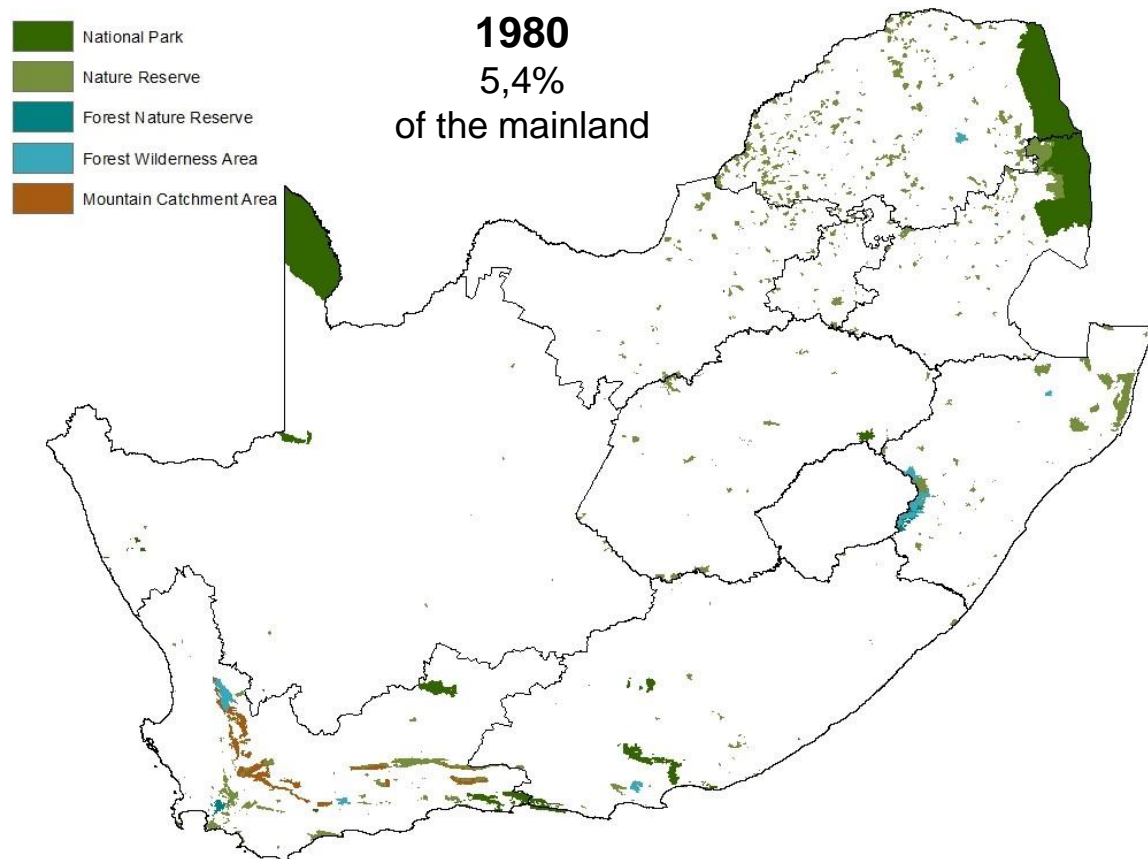 National Park
Nature Reserve
Forest Nature Reserve
Forest Wilderness Area
Mountain Catchment Area
1980
5,4%
of the mainland